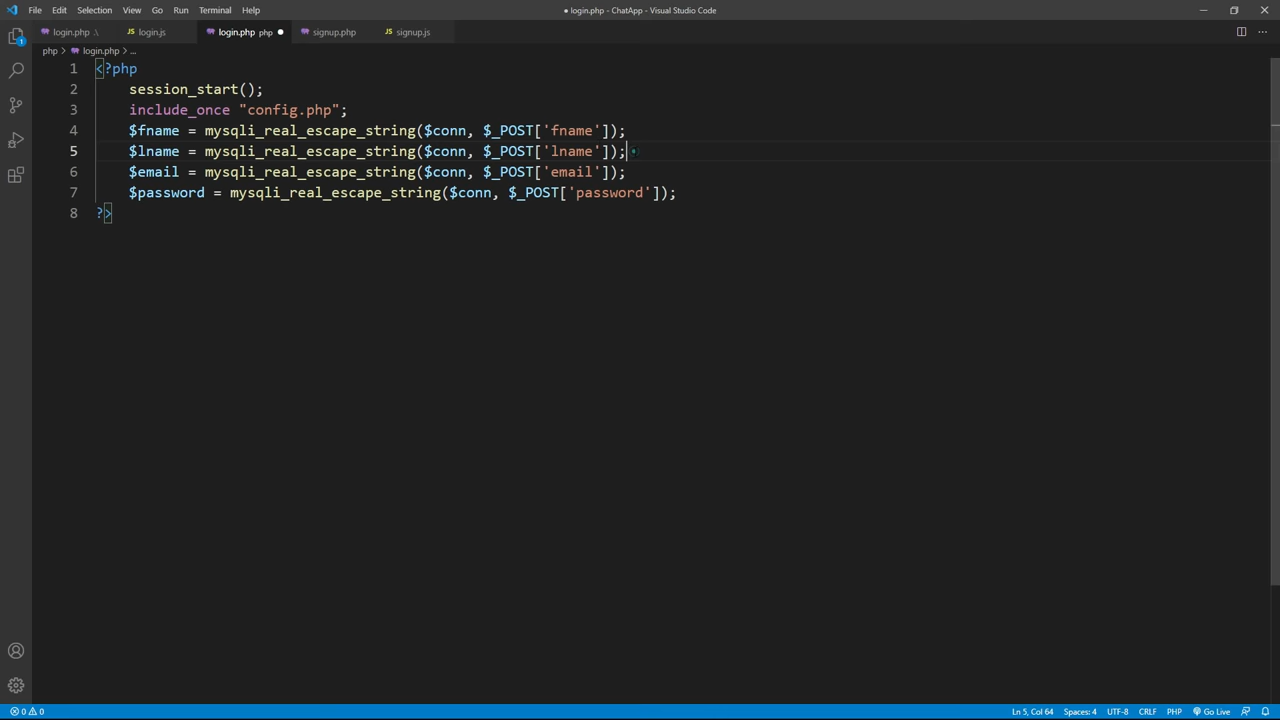 File Edit Selection View Go Run Terminal Help ● login.php - ChatApp - Visual Studio Code
login.php .\ JS login.js login.php php ● signup.php JS signup.js
php > login.php > ...
1 <?php
2 session_start();
3 include_once "config.php";
4 $fname = mysqli_real_escape_string($conn, $_POST['fname']);
5 $lname = mysqli_real_escape_string($conn, $_POST['lname']);
6 $email = mysqli_real_escape_string($conn, $_POST['email']);
7 $password = mysqli_real_escape_string($conn, $_POST['password']);
8 ?>
1
0 0 Ln 5, Col 64 Spaces: 4 UTF-8 CRLF PHP Go Live